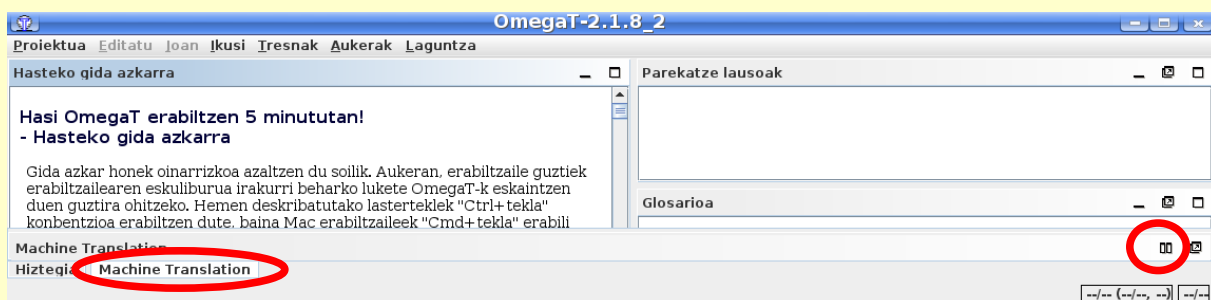 OmegaT-2.1.8_2
Proiektua Editatu Joan Ikusi Tresnak Aukerak Laguntza
Hasteko gida azkarra
Parekatze lausoak
Hasi OmegaT erabiltzen 5 minututan!
- Hasteko gida azkarra
Gida azkar honek oinarrizkoa azaltzen du soilik. Aukeran, erabiltzaile guztiek
erabiltzailearen eskuliburua irakurri beharko lukete OmegaT-k eskaintzen
duen guztira ohitzeko. Hemen deskribatutako lasterteklek "Ctrl+tekla"
konbentzioa erabiltzen dute, baina Mac erabiltzaileek "Cmd+tekla" erabili
Glosarioa
Machine Translation
Hiztegia Machine Translation
--/-- (--/--, --) --/--